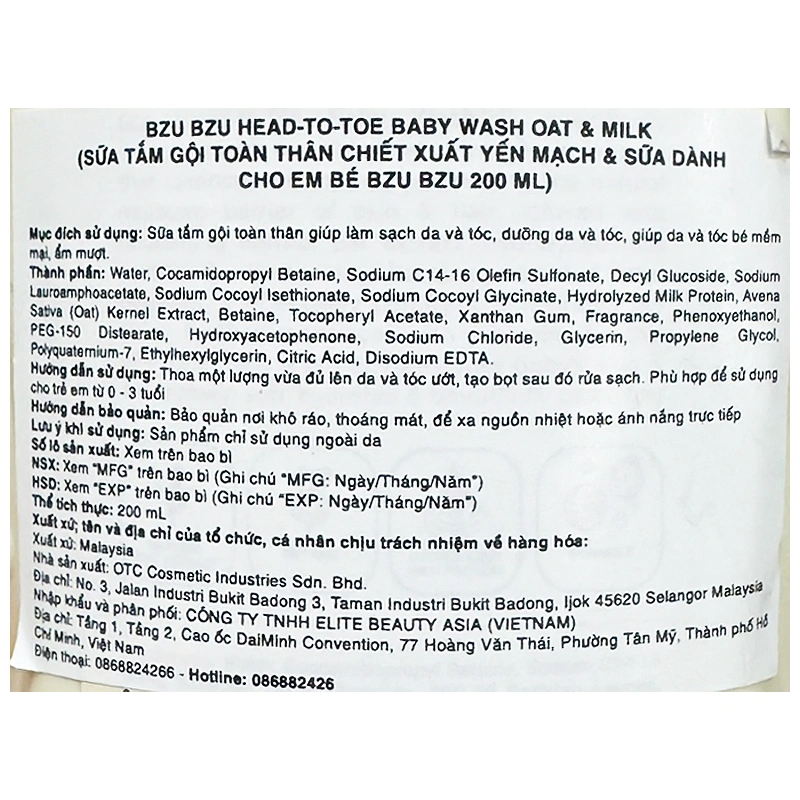 BZU BZU HEAD-TO-TOE BABY WASH OAT & MILK
(SỮA TẮM GỘI TOÀN THÂN CHIẾT XUẤT YẾN MẠCH & SỮA DÀNH
CHO EM BÉ BZU BZU 200 ML)
Mục đích sử dụng: Sữa tắm gội toàn thân giúp làm sạch da và tóc, dưỡng da và tóc, giúp da và tóc bé mềm
mại, ẩm mượt.
Thành phần: Water, Cocamidopropyl Betaine, Sodium C14-16 Olefin Sulfonate, Decyl Glucoside, Sodium
Lauroamphoacetate, Sodium Cocoyl Isethionate, Sodium Cocoyl Glycinate, Hydrolyzed Milk Protein, Avena
Sativa (Oat) Kernel Extract, Betaine, Tocopheryl Acetate, Xanthan Gum, Fragrance, Phenoxyethanol,
PEG-150 Distearate, Hydroxyacetophenone, Sodium Chloride, Glycerin, Propylene Glycol,
Polyquaternium-7, Ethylhexylglycerin, Citric Acid, Disodium EDTA.
Hướng dẫn sử dụng: Thoa một lượng vừa đủ lên da và tóc ướt, tạo bọt sau đó rửa sạch. Phù hợp để sử dụng
cho trẻ em từ 0 - 3 tuổi
Hướng dẫn bảo quản: Bảo quản nơi khô ráo, thoáng mát, để xa nguồn nhiệt hoặc ánh nắng trực tiếp
Lưu ý khi sử dụng: Sản phẩm chỉ sử dụng ngoài da
Số lô sản xuất: Xem trên bao bì
NSX: Xem "MFG" trên bao bì (Ghi chú "MFG: Ngày/Tháng/Năm")
HSD: Xem "EXP" trên bao bì (Ghi chú "EXP: Ngày/Tháng/Năm")
Thể tích thực: 200 mL
Xuất xứ, tên và địa chỉ của tổ chức, cá nhân chịu trách nhiệm về hàng hóa:
Xuất xứ: Malaysia
Nhà sản xuất: OTC Cosmetic Industries Sdn. Bhd.
Địa chỉ: No. 3, Jalan Industri Bukit Badong 3, Taman Industri Bukit Badong, Ijok 45620 Selangor Malaysia
Nhập khẩu và phân phối: CÔNG TY TNHH ELITE BEAUTY ASIA (VIETNAM)
Địa chỉ: Tầng 1, Tầng 2, Cao ốc DaiMinh Convention, 77 Hoàng Văn Thái, Phường Tân Mỹ, Thành phố Hồ
Chí Minh, Việt Nam
Điện thoại: 0868824266 - Hotline: 086882426